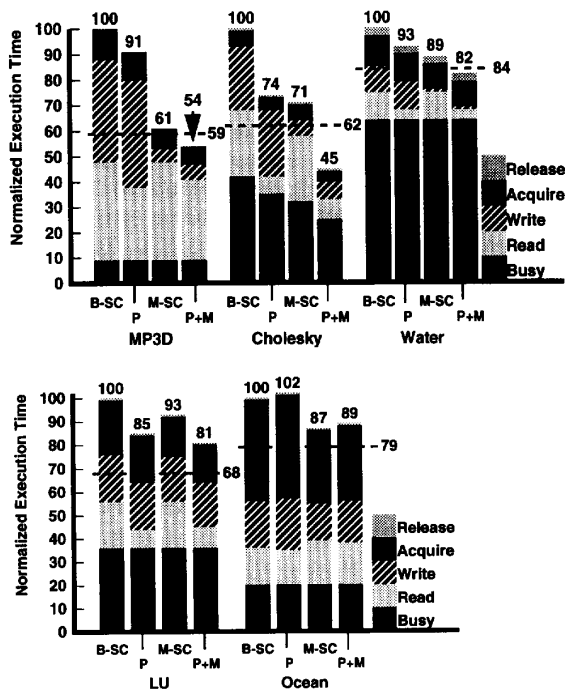 100 91 61 54 59
100 74 71 45 62
100 93 89 82 84
Normalized Execution Time
100
90
80
70
60
50
40
30
20
10
0
Release
Acquire
Write
Read
Busy
B-SC M-SC B-SC M-SC B-SC M-SC
P P+M P P+M P P+M
MP3D Cholesky Water
100 85 93 81 68
100 102 87 89 79
Normalized Execution Time
100
90
80
70
60
50
40
30
20
10
0
Release
Acquire
Write
Read
Busy
B-SC M-SC B-SC M-SC
P P+M P P+M
LU Ocean